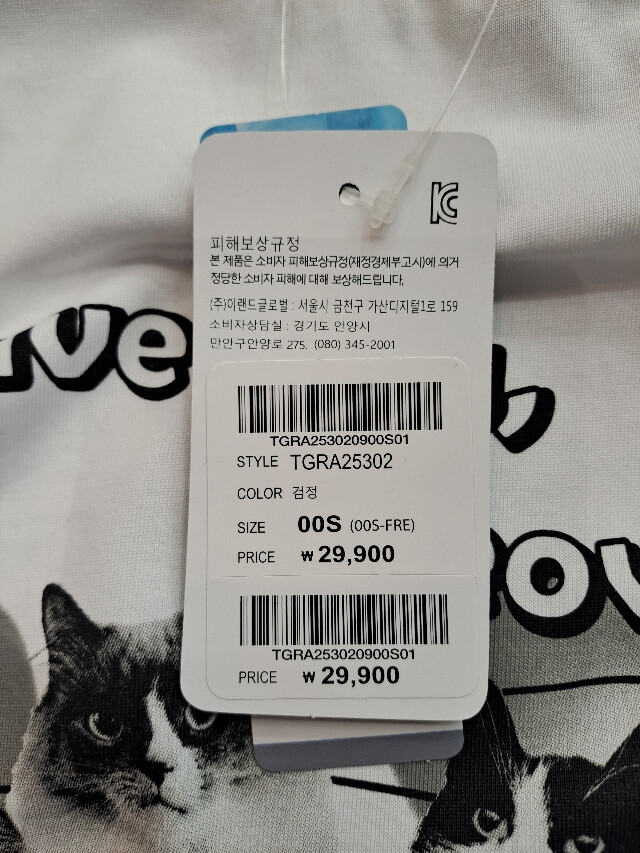 KC
피해보상규정
본 제품은 소비자 피해보상규정(재정경제부고시)에 의거
정당한 소비자 피해에 대해 보상해드립니다.
(주)이랜드글로벌 : 서울시 금천구 가산디지털1로 159
소비자상담실 : 경기도 안양시
만안구안양로 275. (080) 345-2001
TGRA253020900S01
STYLE TGRA25302
COLOR 검정
SIZE 00S (00S-FRE)
PRICE ₩ 29,900
TGRA253020900S01
PRICE ₩ 29,900